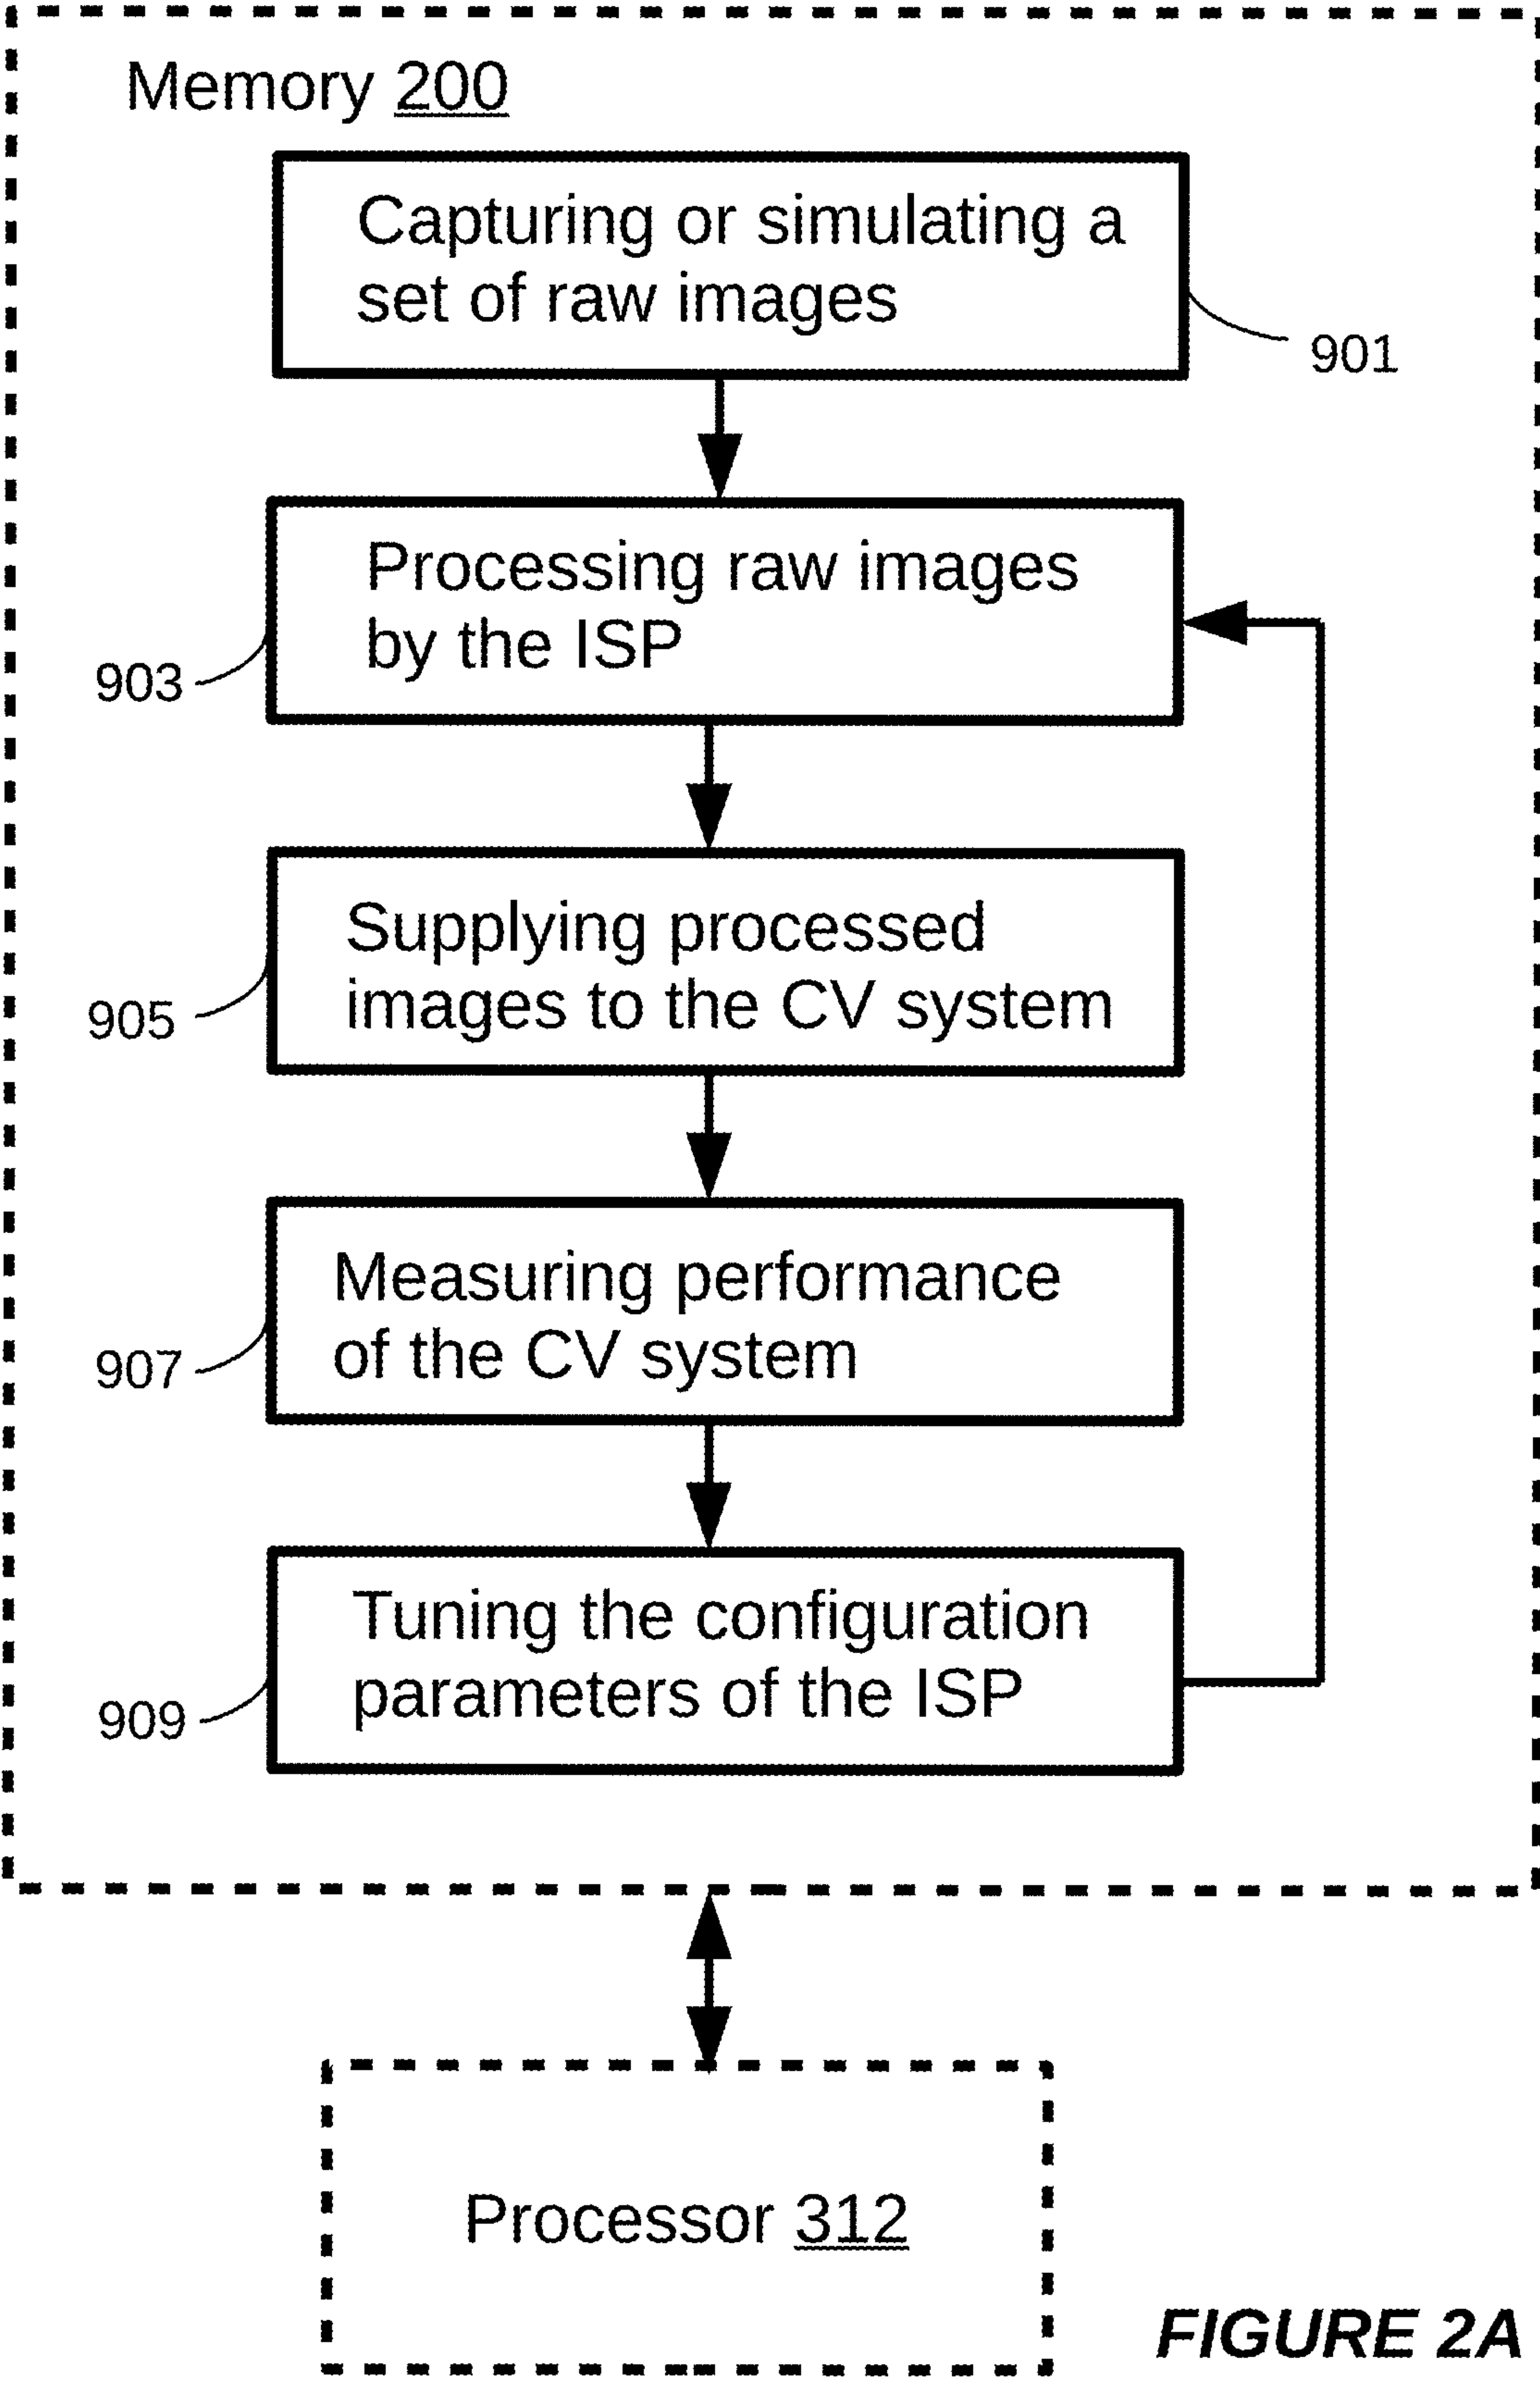 Memory 200
Capturing or simulating a
set of raw images
901
Processing raw images
by the ISP
903
Supplying processed
images to the CV system
905
Measuring performance
of the CV system
907
Tuning the configuration
parameters of the ISP
909
Processor 312
FIGURE 2A